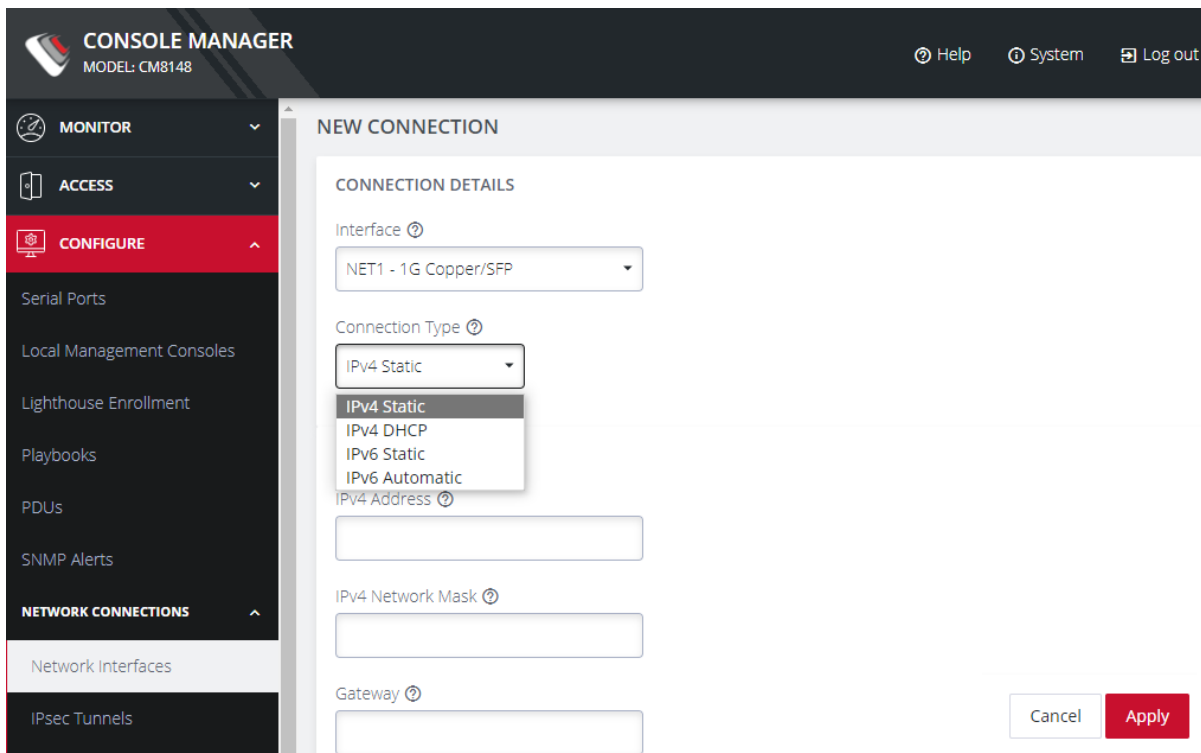 CONSOLE MANAGER
MODEL: CM8148
Help
System
Log out
MONITOR
ACCESS
CONFIGURE
Serial Ports
Local Management Consoles
Lighthouse Enrollment
Playbooks
PDUs
SNMP Alerts
NETWORK CONNECTIONS
Network Interfaces
IPsec Tunnels
NEW CONNECTION
CONNECTION DETAILS
Interface
NET1 - 1G Copper/SFP
Connection Type
IPv4 Static
IPv4 Static
IPv4 DHCP
IPv6 Static
IPv6 Automatic
IPv4 Address
IPv4 Network Mask
Gateway
Cancel
Apply